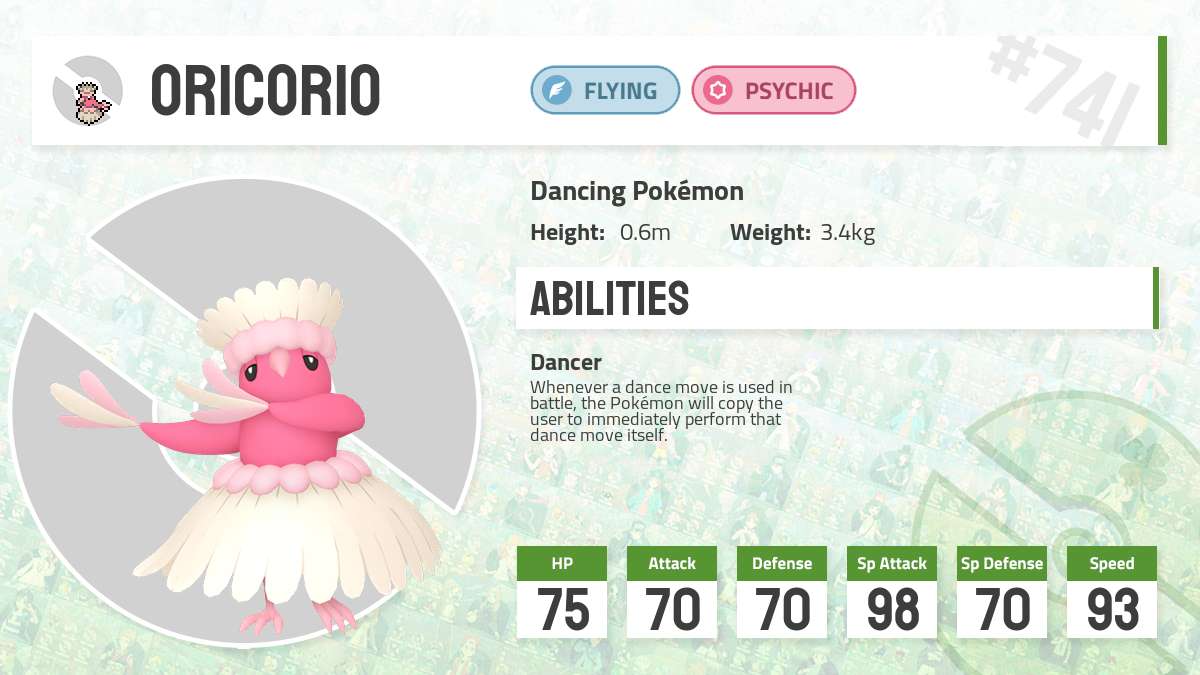 ORICORIO
FLYING
PSYCHIC
#741
Dancing Pokémon
Height: 0.6m Weight: 3.4kg
ABILITIES
Dancer
Whenever a dance move is used in
battle, the Pokémon will copy the
user to immediately perform that
dance move itself.
HP Attack Defense Sp Attack Sp Defense Speed
75 70 70 98 70 93